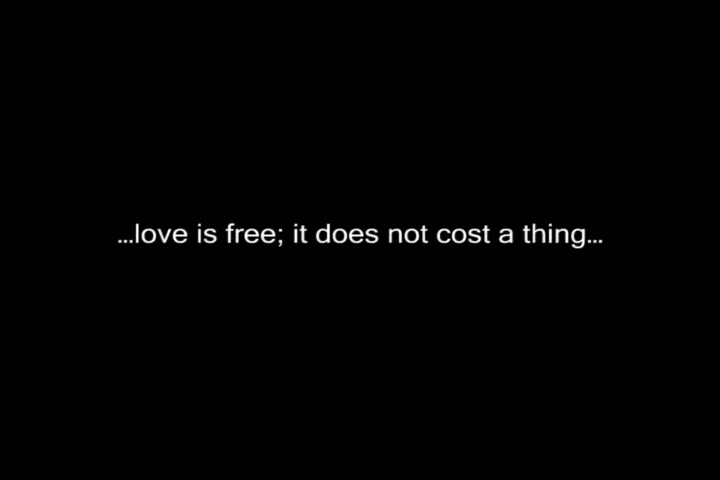 …love is free; it does not cost a thing…